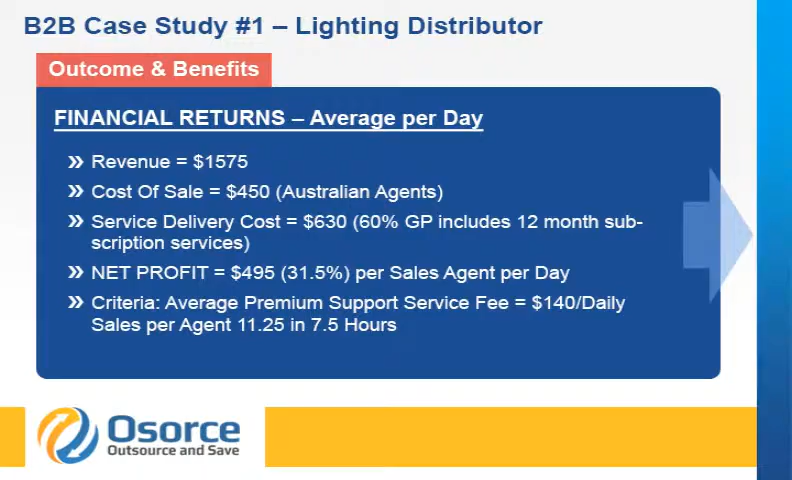 B2B Case Study #1 – Lighting Distributor
Outcome & Benefits
FINANCIAL RETURNS – Average per Day
» Revenue = $1575
» Cost Of Sale = $450 (Australian Agents)
» Service Delivery Cost = $630 (60% GP includes 12 month sub-
scription services)
» NET PROFIT = $495 (31.5%) per Sales Agent per Day
» Criteria: Average Premium Support Service Fee = $140/Daily
Sales per Agent 11.25 in 7.5 Hours
Osorce
Outsource and Save